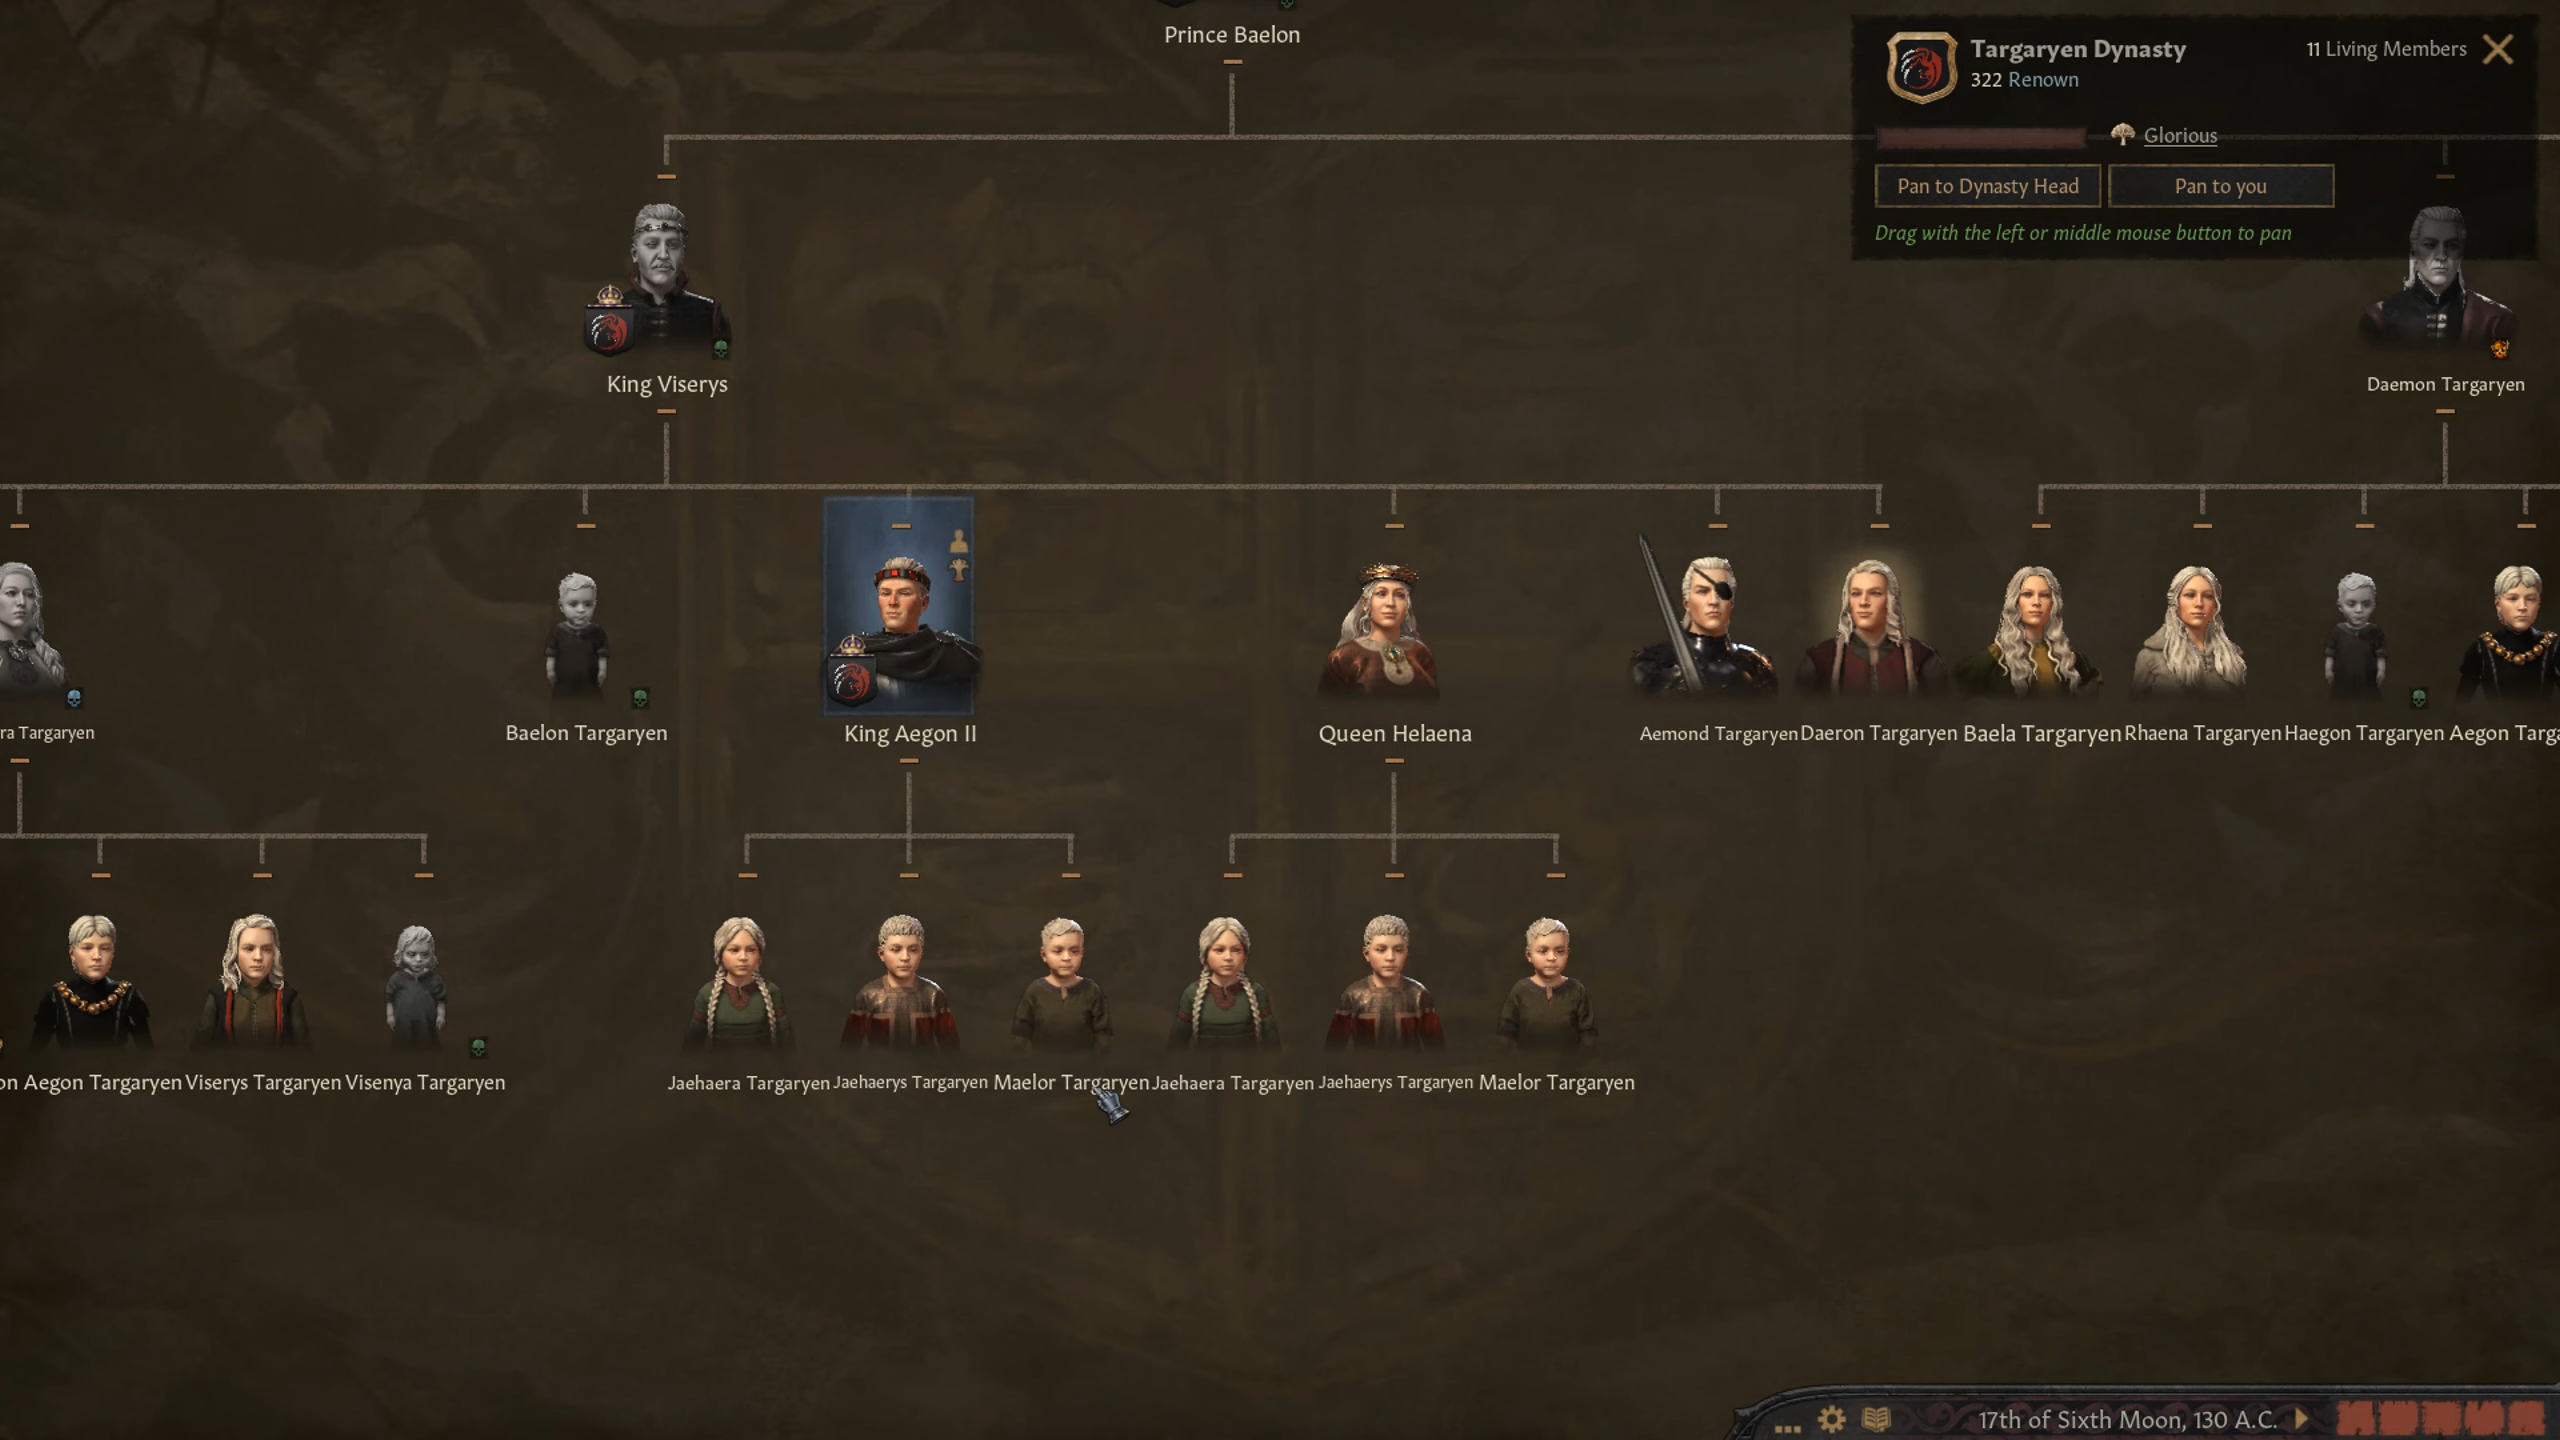 Prince Baelon
Targaryen Dynasty
11 Living Members
322 Renown
Glorious
Pan to Dynasty Head
Pan to you
Drag with the left or middle mouse button to pan
King Viserys
Daemon Targaryen
ra Targaryen
Baelon Targaryen
King Aegon II
Queen Helaena
Aemond Targaryen
Daeron Targaryen
Baela Targaryen
Rhaena Targaryen
Haegon Targaryen
Aegon Targa
on
Aegon Targaryen
Viserys Targaryen
Visenya Targaryen
Jaehaera Targaryen
Jaehaerys Targaryen
Maelor Targaryen
Jaehaera Targaryen
Jaehaerys Targaryen
Maelor Targaryen
... 17th of Sixth Moon, 130 A.C.